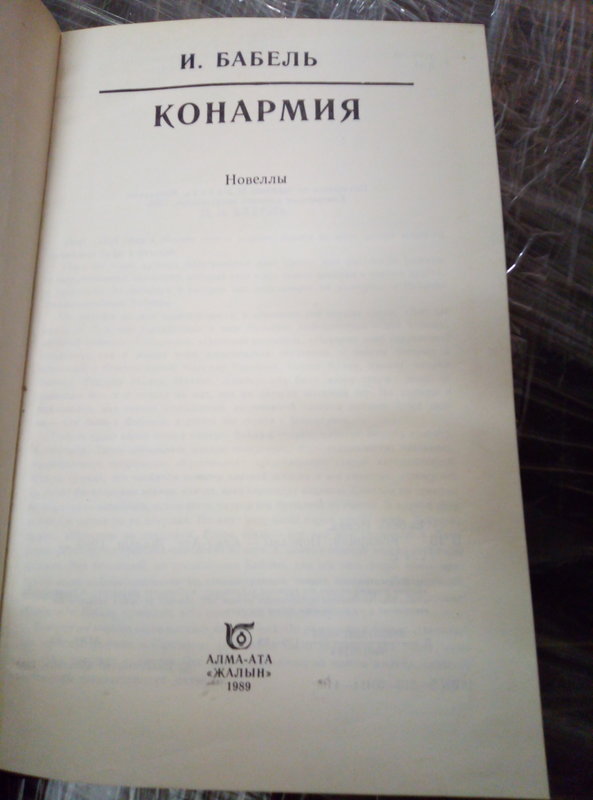 И. БАБЕЛЬ
КОНАРМИЯ
Новеллы
АЛМА-АТА
«ЖАЛЫН»
1989